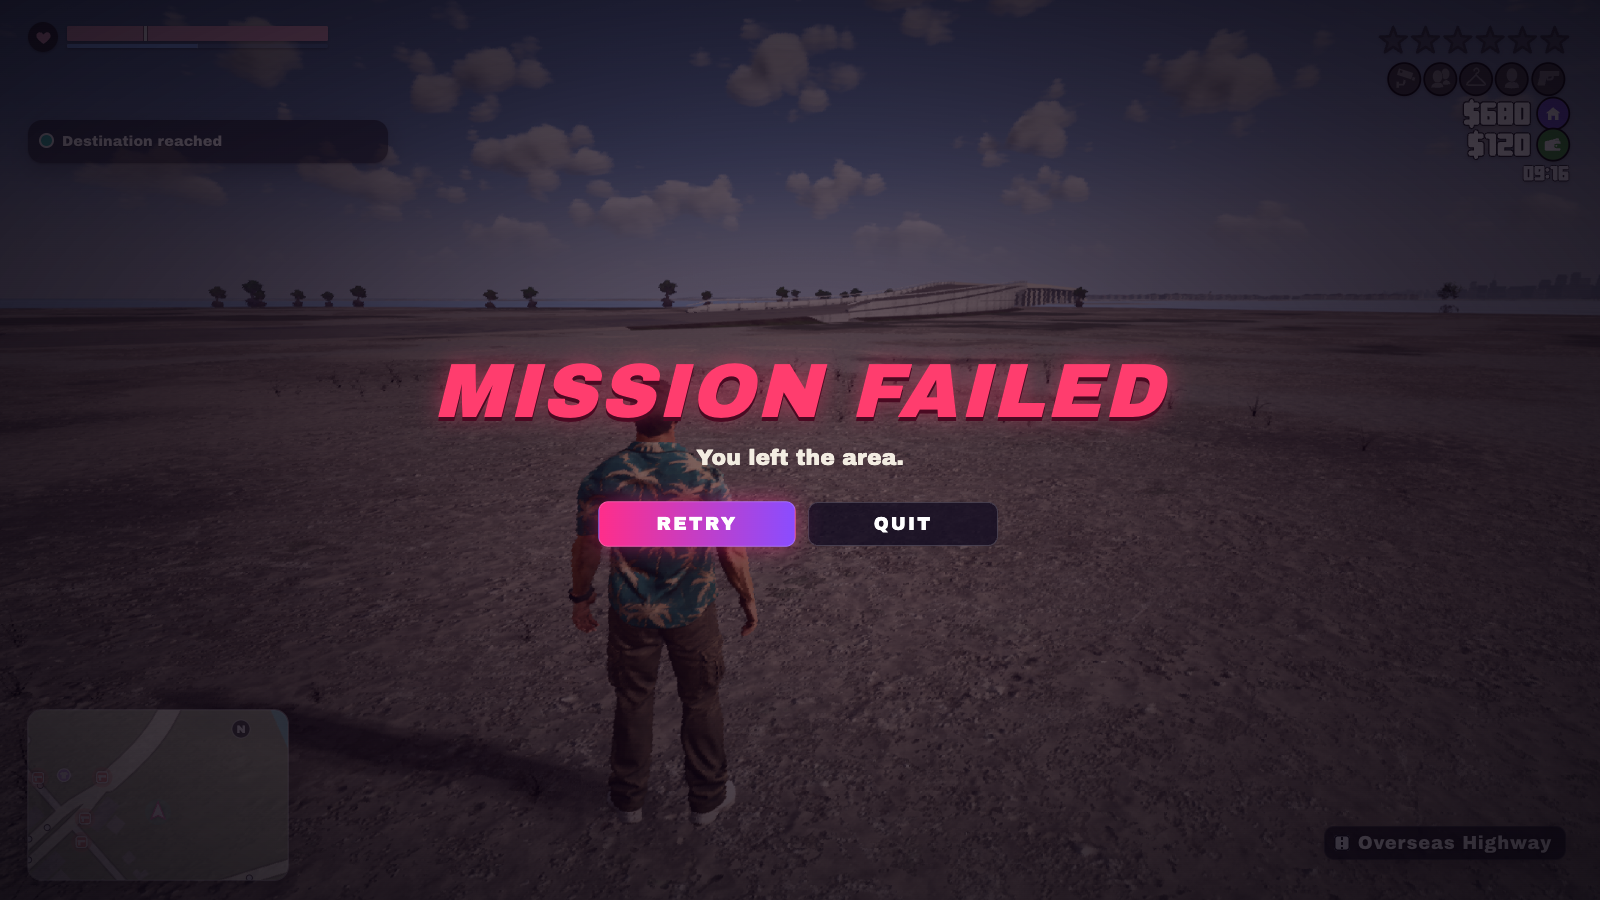 Destination reached
$680
$120
09:16
MISSION FAILED
You left the area.
RETRY
QUIT
N
Overseas Highway